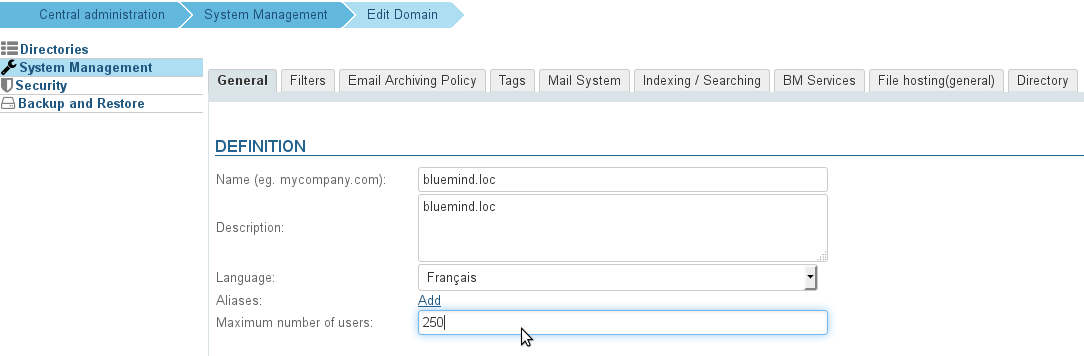 Central administration System Management Edit Domain
Directories
System Management
Security
Backup and Restore
General Filters Email Archiving Policy Tags Mail System Indexing / Searching BM Services File hosting(general) Directory
DEFINITION
Name (eg. mycompany.com): bluemind.loc
Description: bluemind.loc
Language: Français
Aliases: Add
Maximum number of users: 250